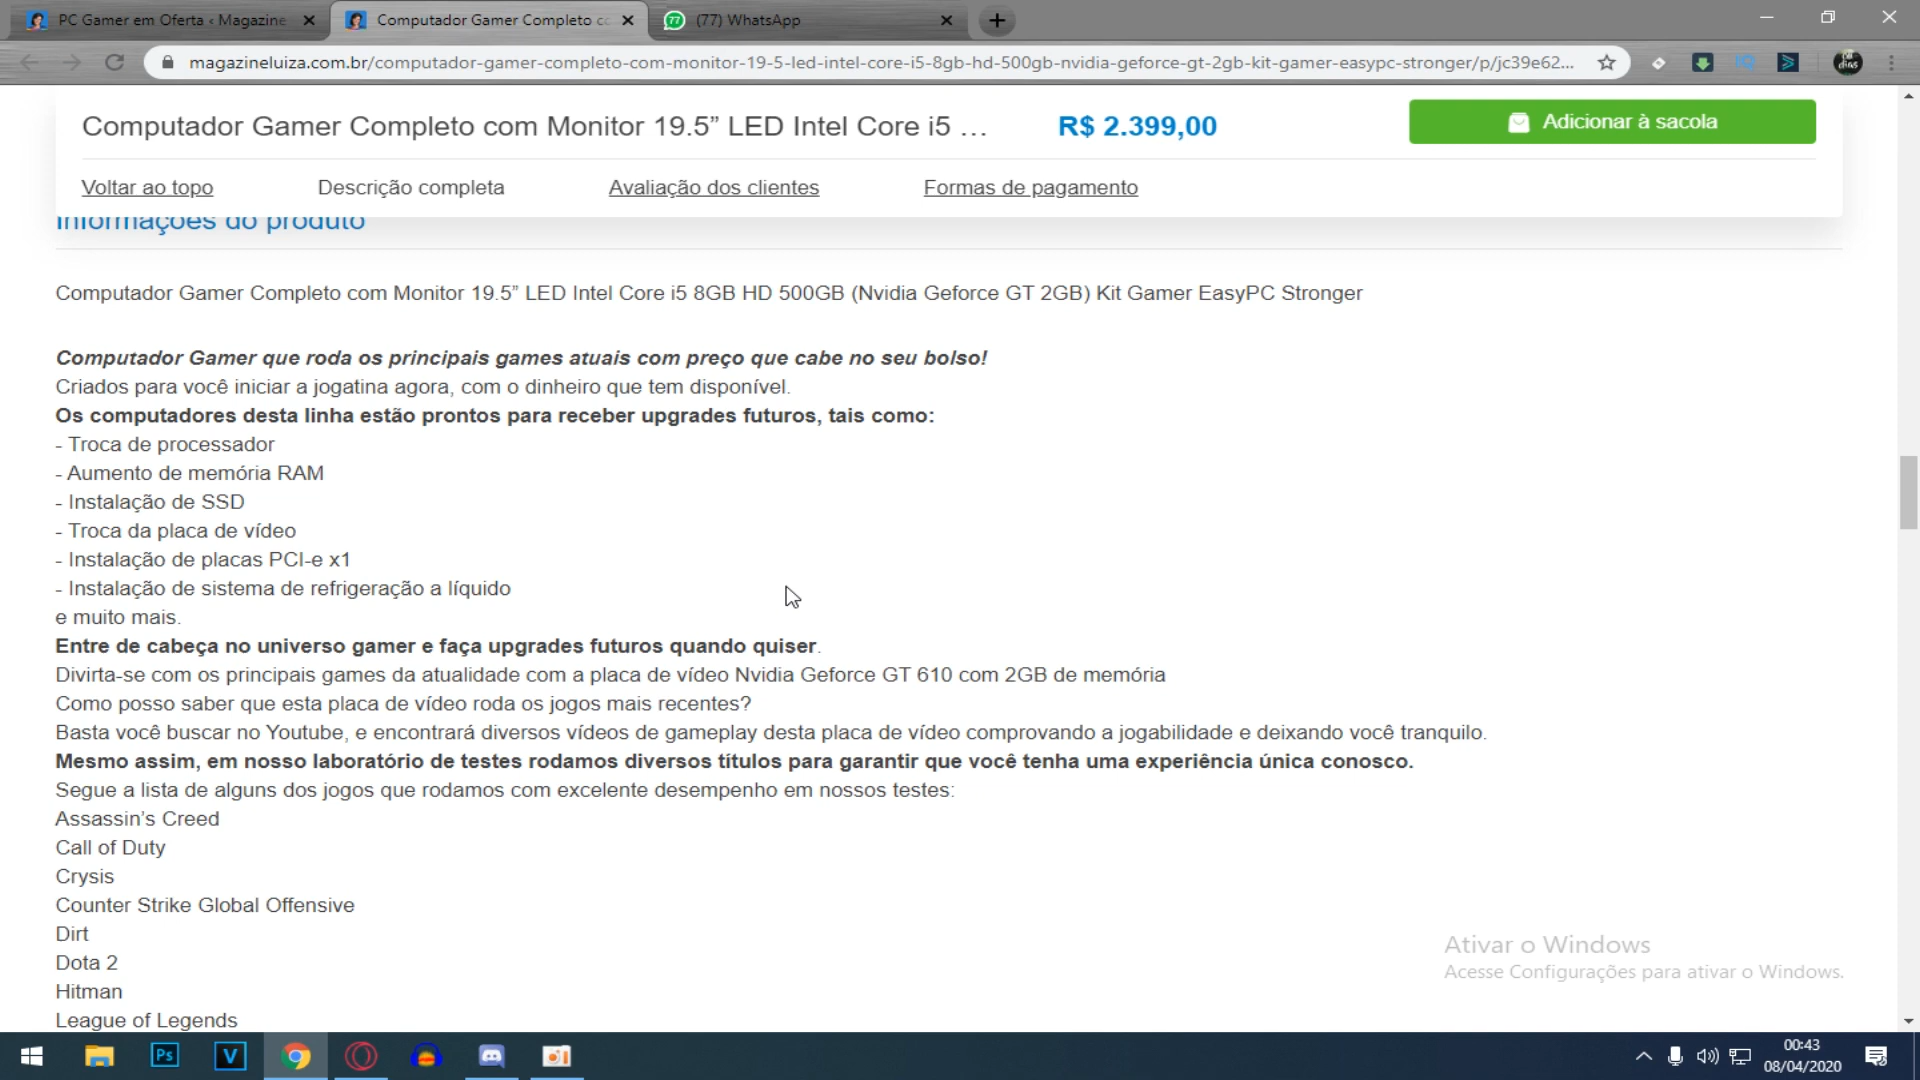 PC Gamer em Oferta ‹ Magazine
Computador Gamer Completo co
77
(77) WhatsApp
magazineluiza.com.br/computador-gamer-completo-com-monitor-19-5-led-intel-core-i5-8gb-hd-500gb-nvidia-geforce-gt-2gb-kit-gamer-easypc-stronger/p/jc39e62...
Computador Gamer Completo com Monitor 19.5” LED Intel Core i5 ...
R$ 2.399,00
Adicionar à sacola
Voltar ao topo
Descrição completa
Avaliação dos clientes
Formas de pagamento
Informações do produto
Computador Gamer Completo com Monitor 19.5” LED Intel Core i5 8GB HD 500GB (Nvidia Geforce GT 2GB) Kit Gamer EasyPC Stronger
Computador Gamer que roda os principais games atuais com preço que cabe no seu bolso!
Criados para você iniciar a jogatina agora, com o dinheiro que tem disponível.
Os computadores desta linha estão prontos para receber upgrades futuros, tais como:
- Troca de processador
- Aumento de memória RAM
- Instalação de SSD
- Troca da placa de vídeo
- Instalação de placas PCI-e x1
- Instalação de sistema de refrigeração a líquido
e muito mais.
Entre de cabeça no universo gamer e faça upgrades futuros quando quiser.
Divirta-se com os principais games da atualidade com a placa de vídeo Nvidia Geforce GT 610 com 2GB de memória
Como posso saber que esta placa de vídeo roda os jogos mais recentes?
Basta você buscar no Youtube, e encontrará diversos vídeos de gameplay desta placa de vídeo comprovando a jogabilidade e deixando você tranquilo.
Mesmo assim, em nosso laboratório de testes rodamos diversos títulos para garantir que você tenha uma experiência única conosco.
Segue a lista de alguns dos jogos que rodamos com excelente desempenho em nossos testes:
Assassin’s Creed
Call of Duty
Crysis
Counter Strike Global Offensive
Dirt
Dota 2
Hitman
League of Legends
Ativar o Windows
Acesse Configurações para ativar o Windows.
Ps
V
00:43
08/04/2020